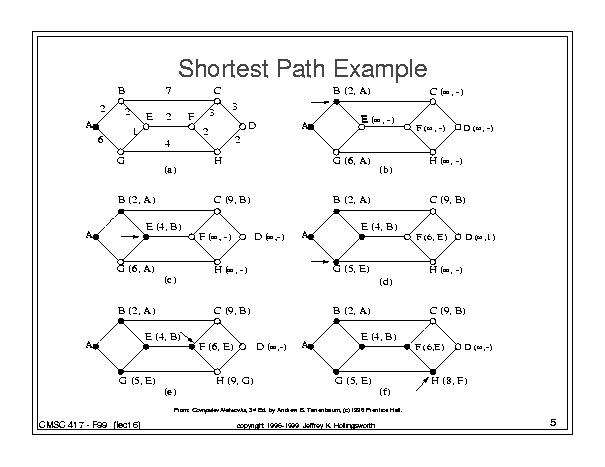 Shortest Path Example
B 7 C
2 2 3 3
A E 2 F D
6 1 2
4 2
G H
(a)
B (2, A) C (∞, -)
A E (∞, -) F (∞, -) D (∞, -)
G (6, A) H (∞, -)
(b)
B (2, A) C (9, B)
A E (4, B) F (∞, -) D (∞,-)
G (6, A) H (∞, -)
(c)
B (2, A) C (9, B)
A E (4, B) F (6, E) D (∞,1)
G (5, E) H (∞, -)
(d)
B (2, A) C (9, B)
A E (4, B) F (6, E) D (∞,-)
G (5, E) H (9, G)
(e)
B (2, A) C (9, B)
A E (4, B) F (6,E) D (∞,-)
G (5, E) H (8, F)
(f)
From: Computer Networks, 3rd Ed. by Andrew S. Tanenbaum, (c)1996 Prentice Hall.
CMSC 417 - F99 (lect16) copyright 1996-1999 Jeffrey K. Hollingsworth 5